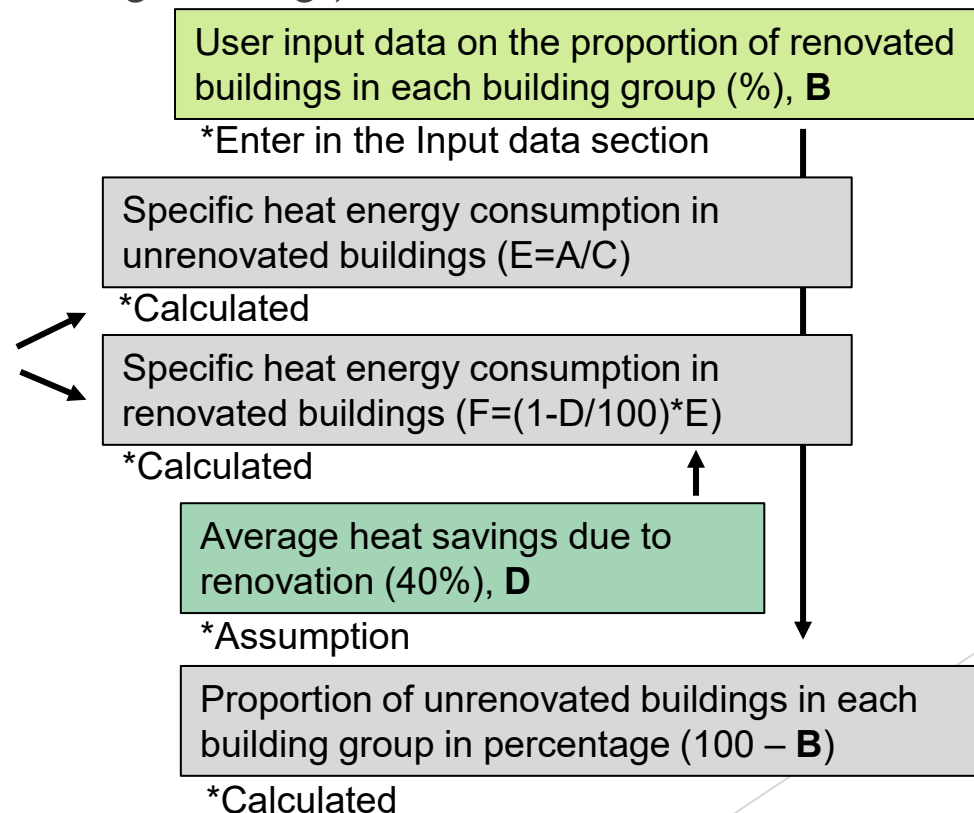 User input data on the proportion of renovated
buildings in each building group (%), B
*Enter in the Input data section
Specific heat energy consumption in
unrenovated buildings (E=A/C)
*Calculated
Specific heat energy consumption in
renovated buildings (F=(1-D/100)*E)
*Calculated
Average heat savings due to
renovation (40%), D
*Assumption
Proportion of unrenovated buildings in each
building group in percentage (100 – B)
*Calculated